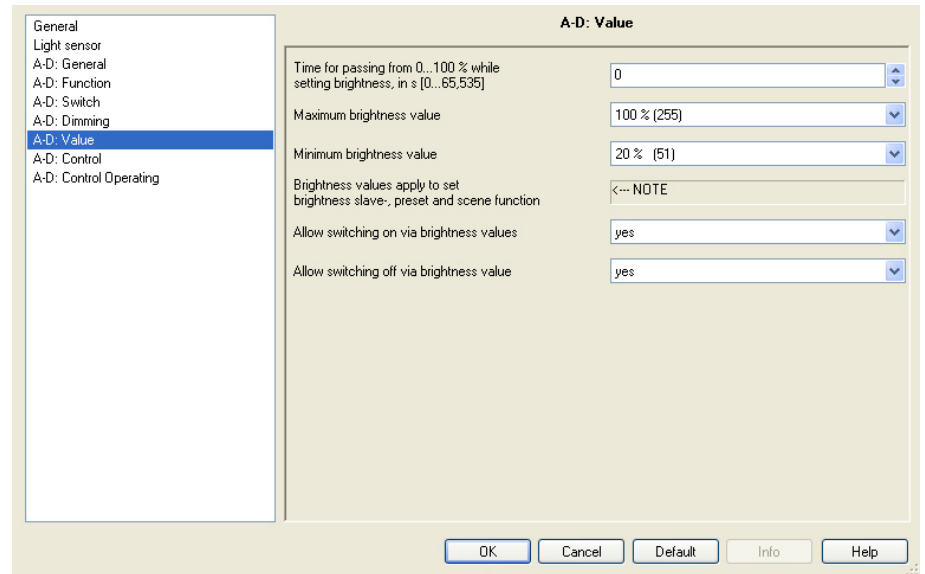 General
Light sensor
A-D: General
A-D: Function
A-D: Switch
A-D: Dimming
A-D: Value
A-D: Control
A-D: Control Operating
A-D: Value
Time for passing from 0...100 % while
setting brightness, in s [0...65,535]
0
Maximum brightness value
100 % (255)
Minimum brightness value
20 % (51)
Brightness values apply to set
brightness slave-, preset and scene function
<--- NOTE
Allow switching on via brightness values
yes
Allow switching off via brightness value
yes
OK
Cancel
Default
Info
Help